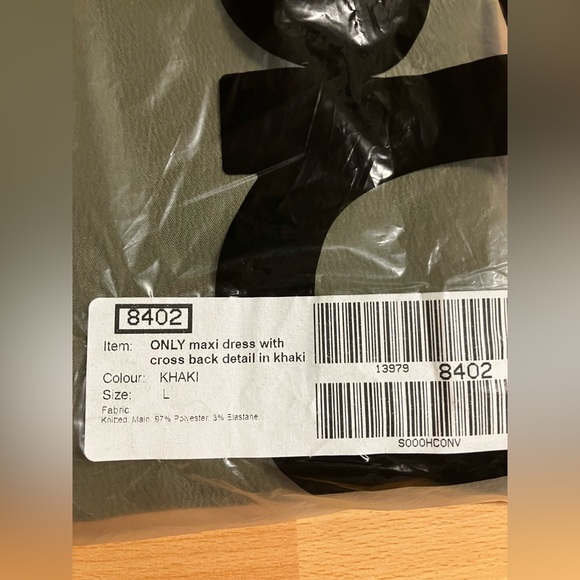 8402
Item: ONLY maxi dress with
cross back detail in khaki
Colour: KHAKI
Size: L
Fabric
Knitted: Main: 97% Polyester, 3% Elastane,
13979 8402
S000HC0NV